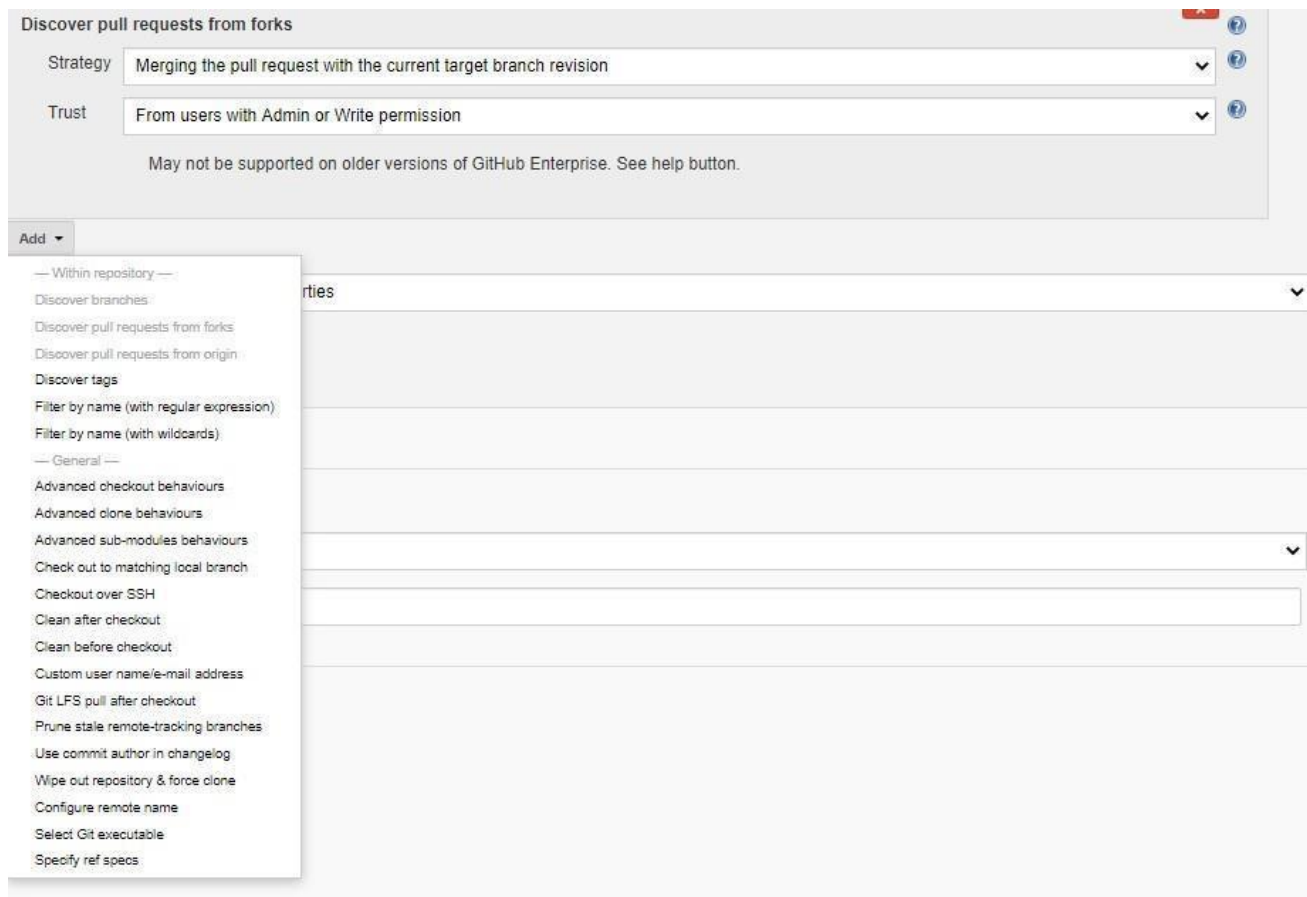 Discover pull requests from forks
Strategy
Merging the pull request with the current target branch revision
Trust
From users with Admin or Write permission
May not be supported on older versions of GitHub Enterprise. See help button.
Add
— Within repository —
rties
Discover branches
Discover pull requests from forks
Discover pull requests from origin
Discover tags
Filter by name (with regular expression)
Filter by name (with wildcards)
— General —
Advanced checkout behaviours
Advanced clone behaviours
Advanced sub-modules behaviours
Check out to matching local branch
Checkout over SSH
Clean after checkout
Clean before checkout
Custom user name/e-mail address
Git LFS pull after checkout
Prune stale remote-tracking branches
Use commit author in changelog
Wipe out repository & force clone
Configure remote name
Select Git executable
Specify ref specs